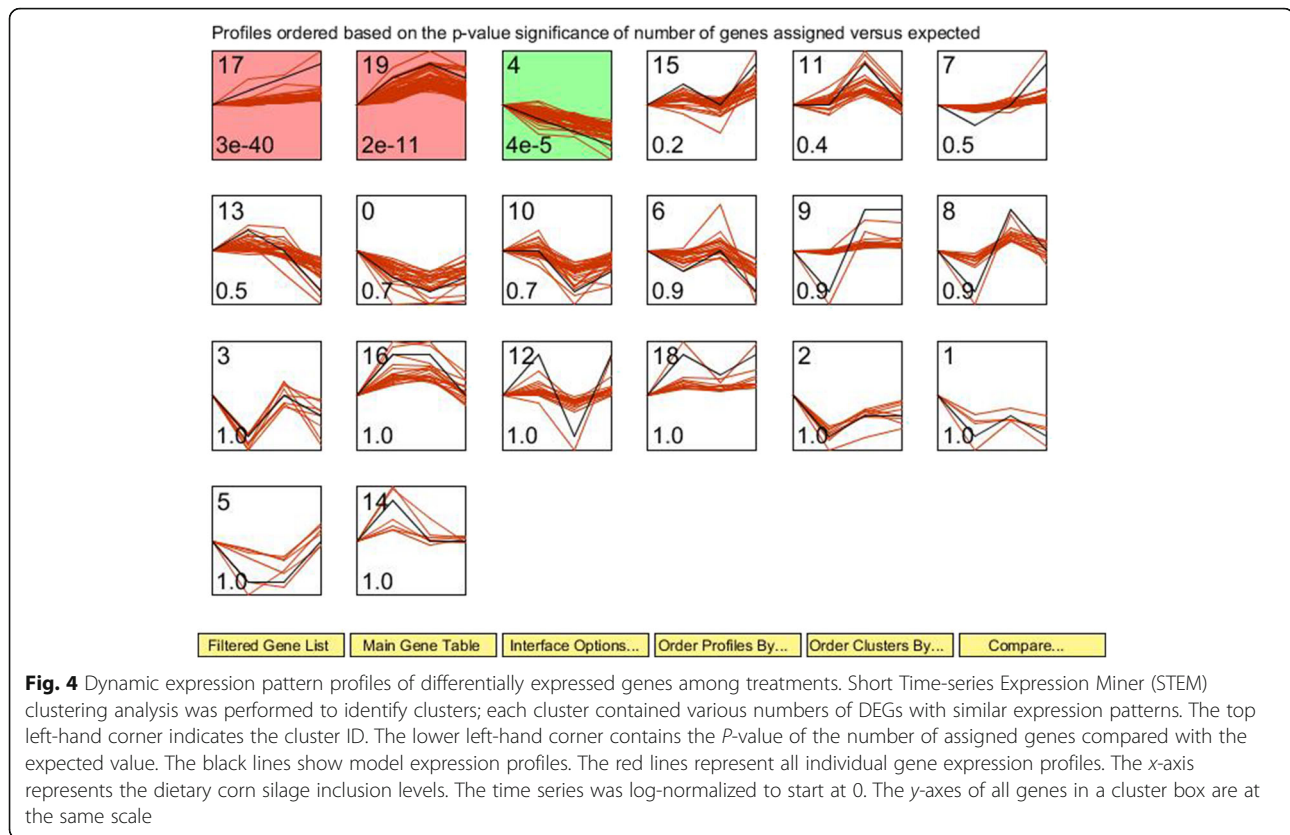 Profiles ordered based on the p-value significance of number of genes assigned versus expected
17 19 4 15 11 7
3e-40 2e-11 4e-5 0.2 0.4 0.5
13 0 10 6 9 8
0.5 0.7 0.7 0.9 0.9 0.9
3 16 12 18 2 1
1.0 1.0 1.0 1.0 1.0 1.0
5 14
1.0 1.0
Filtered Gene List Main Gene Table Interface Options... Order Profiles By... Order Clusters By... Compare...
Fig. 4 Dynamic expression pattern profiles of differentially expressed genes among treatments. Short Time-series Expression Miner (STEM)
clustering analysis was performed to identify clusters; each cluster contained various numbers of DEGs with similar expression patterns. The top
left-hand corner indicates the cluster ID. The lower left-hand corner contains the P-value of the number of assigned genes compared with the
expected value. The black lines show model expression profiles. The red lines represent all individual gene expression profiles. The x-axis
represents the dietary corn silage inclusion levels. The time series was log-normalized to start at 0. The y-axes of all genes in a cluster box are at
the same scale